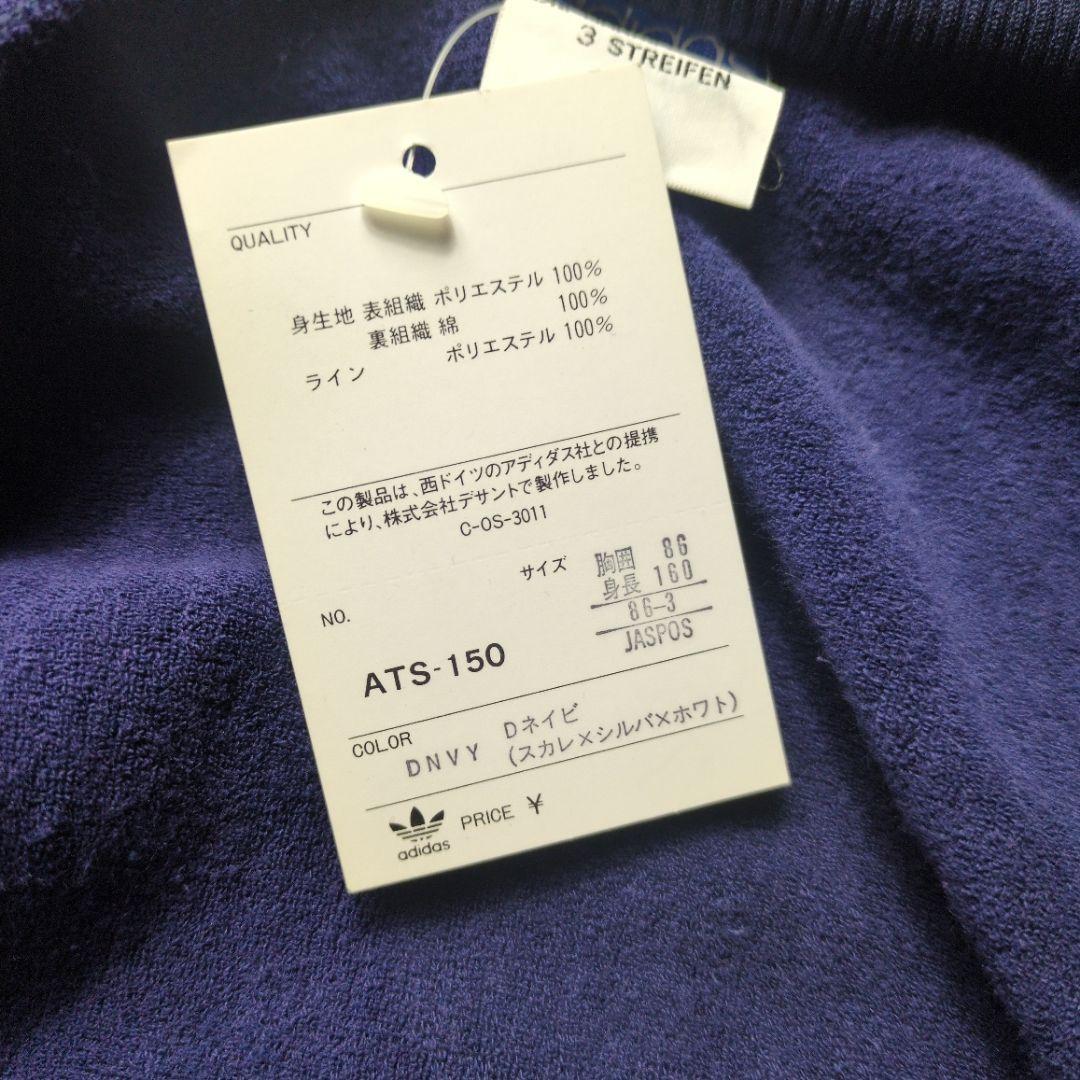 3 STREIFEN
QUALITY
身生地 表組織 ポリエステル 100%
裏組織 綿 100%
ライン ポリエステル 100%
この製品は、西ドイツのアディダス社との提携
により、株式会社デサントで製作しました。
C-OS-3011
サイズ 胸囲 86
身長 160
86-3
JASPOS
NO.
ATS-150
COLOR
DNVY Dネイビ
(スカレ×シルバ×ホワト)
adidas PRICE ¥